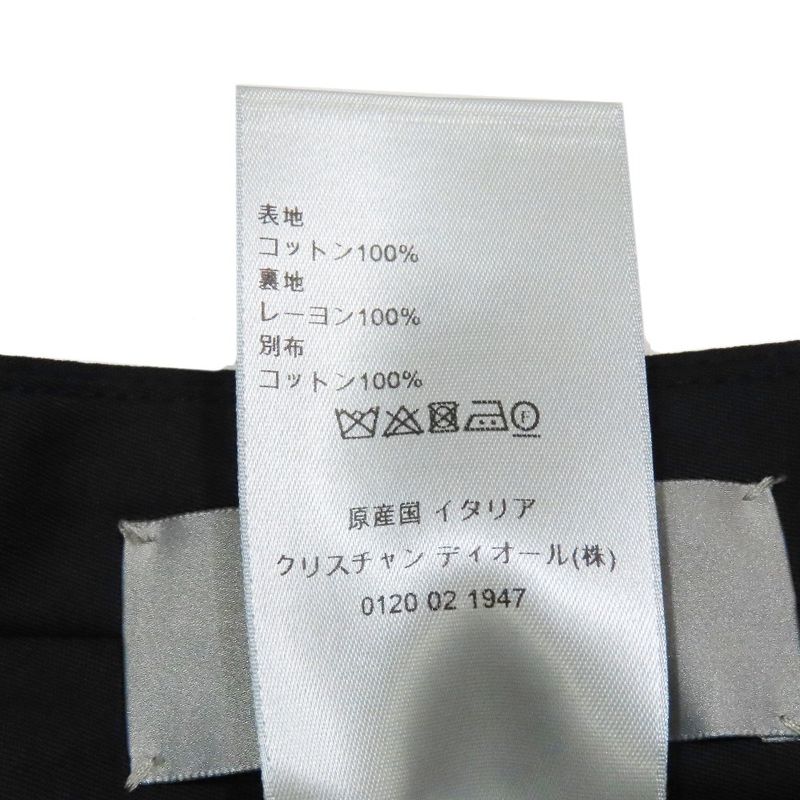 表地
コットン100%
裏地
レーヨン100%
別布
コットン100%
F
原産国 イタリア
クリスチャン ディオール(株)
0120 02 1947